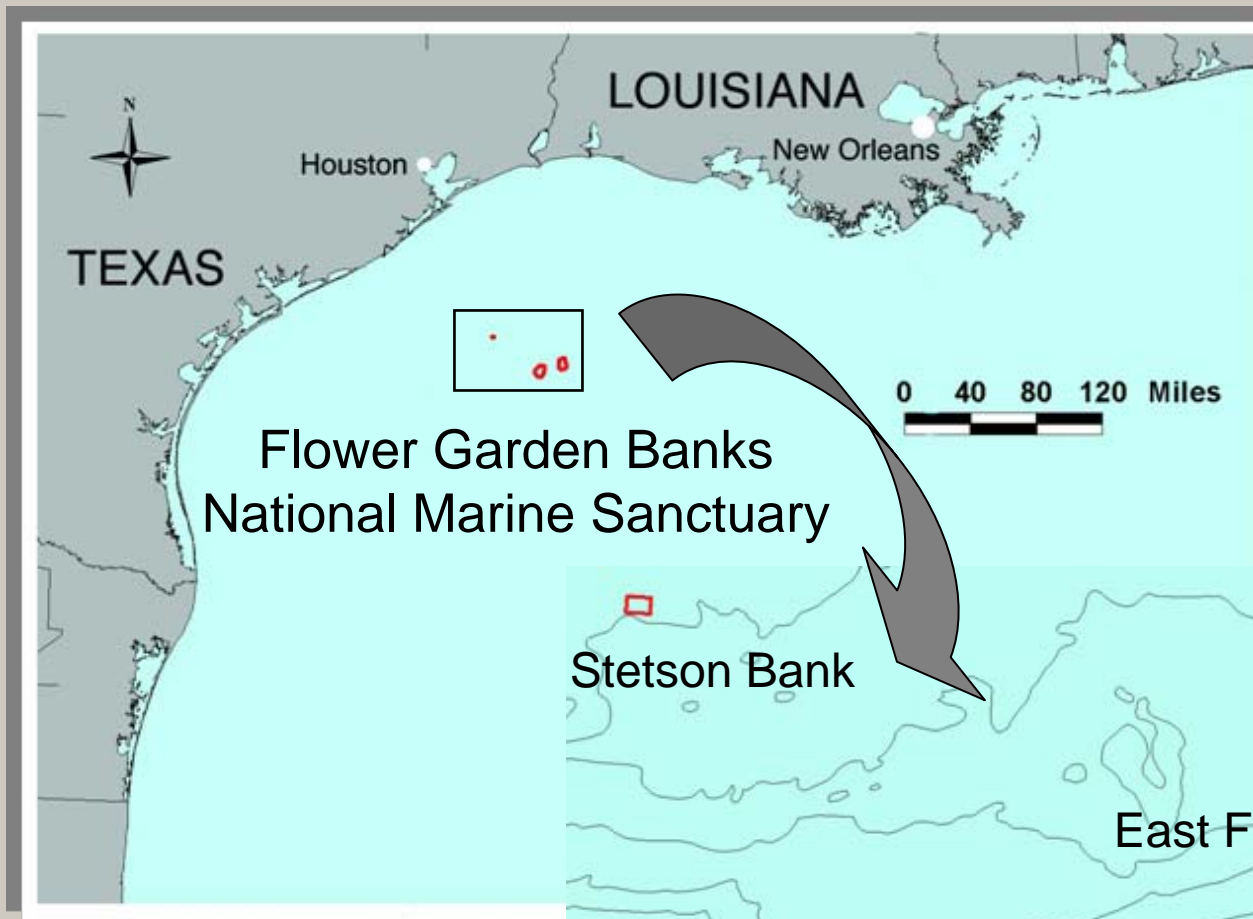 N
LOUISIANA
New Orleans
Houston
TEXAS
0 40 80 120 Miles
Flower Garden Banks
National Marine Sanctuary
Stetson Bank
East F